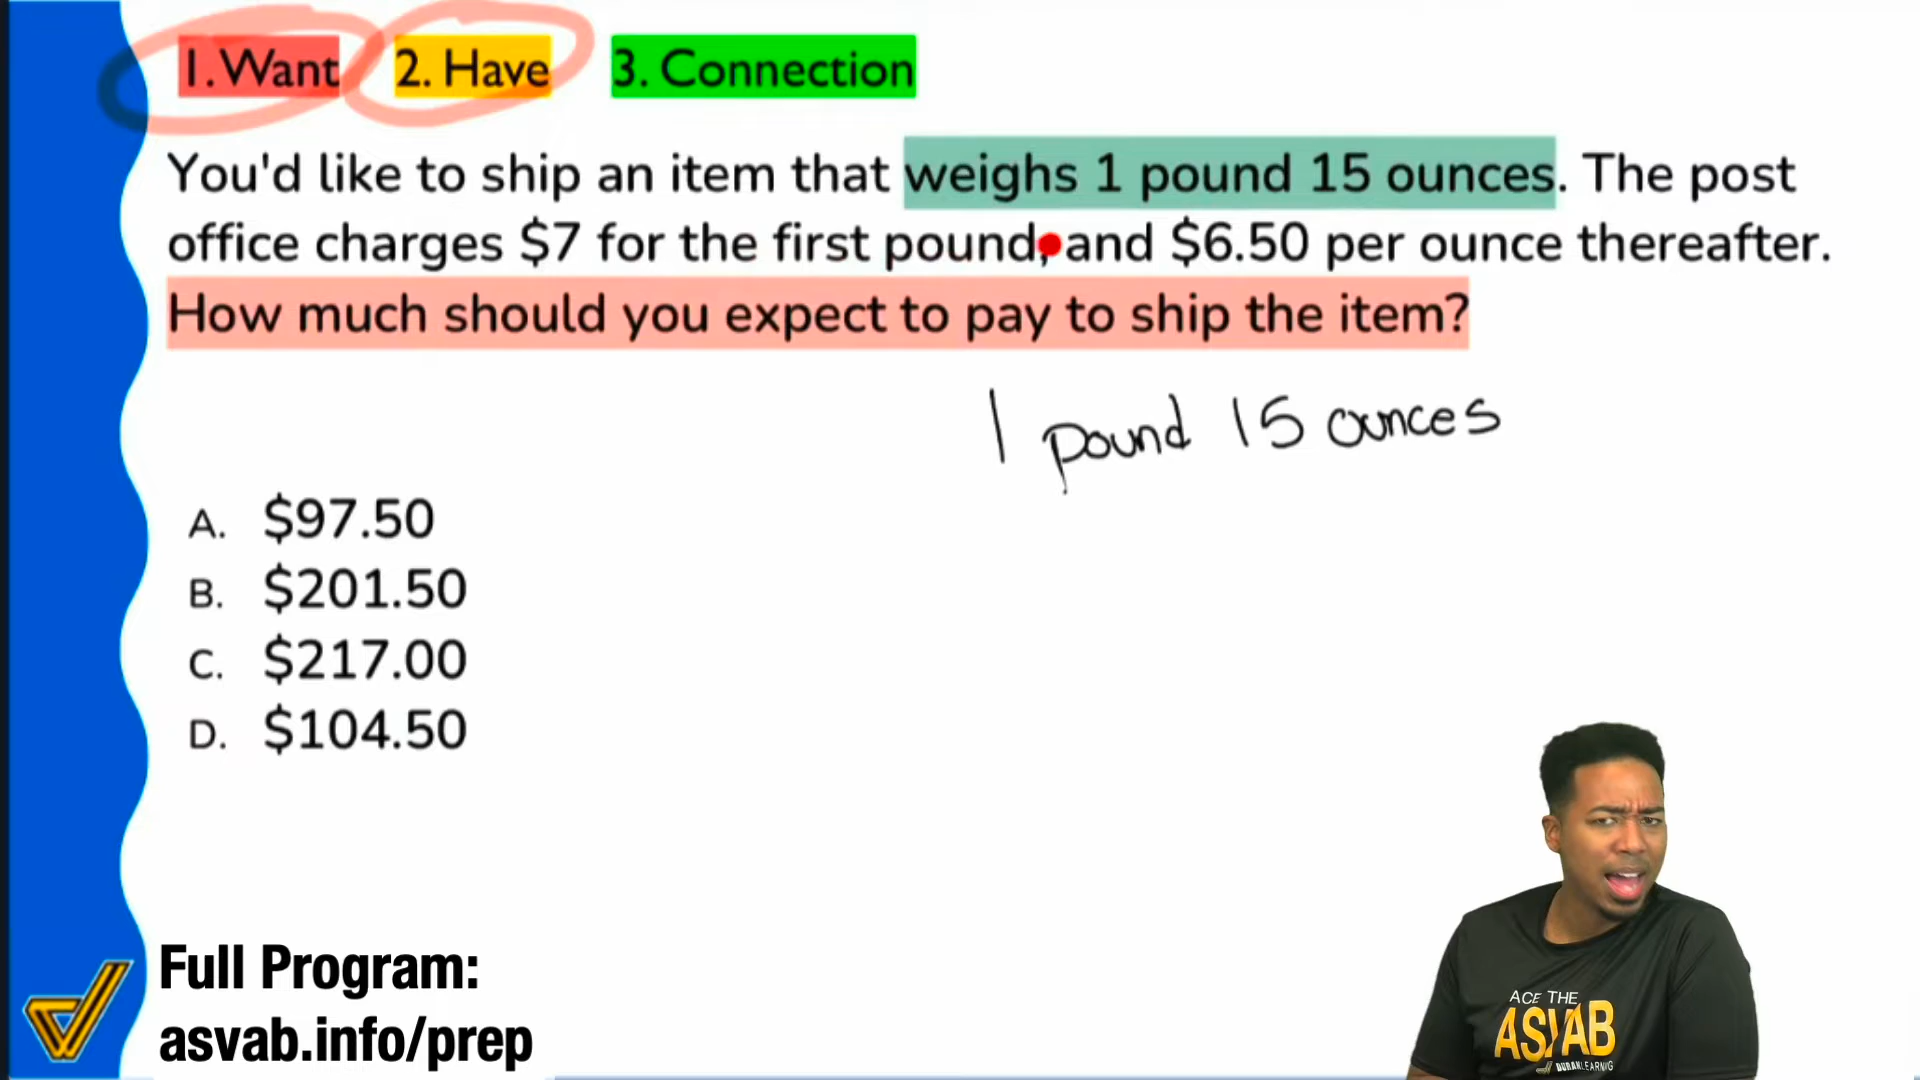 1. Want 2. Have 3. Connection
You'd like to ship an item that weighs 1 pound 15 ounces. The post
office charges $7 for the first pound, and $6.50 per ounce thereafter.
How much should you expect to pay to ship the item?
1 pound 15 ounces
A. $97.50
B. $201.50
C. $217.00
D. $104.50
Full Program:
asvab.info/prep
ACE THE
ASVAB
DURAN LEARNING